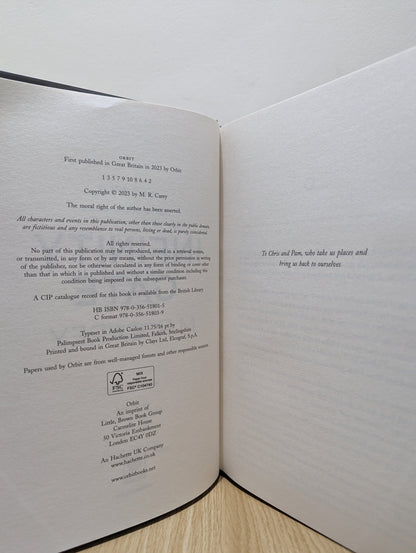 ORBIT
First published in Great Britain in 2023 by Orbit
1 3 5 7 9 10 8 6 4 2
Copyright © 2023 by M. R. Carey
The moral right of the author has been asserted.
All characters and events in this publication, other than those clearly in the public domain,
are fictitious and any resemblance to real persons, living or dead, is purely coincidental.
All rights reserved.
No part of this publication may be reproduced, stored in a retrieval system,
or transmitted, in any form or by any means, without the prior permission in writing
of the publisher, nor be otherwise circulated in any form of binding or cover other
than that in which it is published and without a similar condition including this
condition being imposed on the subsequent purchaser.
A CIP catalogue record for this book is available from the British Library.
HB ISBN 978-0-356-51801-5
C format 978-0-356-51803-9
Typeset in Adobe Caslon 11.75/16 pt by
Palimpsest Book Production Limited, Falkirk, Stirlingshire
Printed and bound in Great Britain by Clays Ltd, Elcograf, S.p.A.
Papers used by Orbit are from well-managed forests and other responsible sources.
FSC
MIX
Paper from
responsible sources
FSC® C104740
Orbit
An imprint of
Little, Brown Book Group
Carmelite House
50 Victoria Embankment
London EC4Y 0DZ
An Hachette UK Company
www.hachette.co.uk
www.orbitbooks.net
To Chris and Pam, who take us places and
bring us back to ourselves